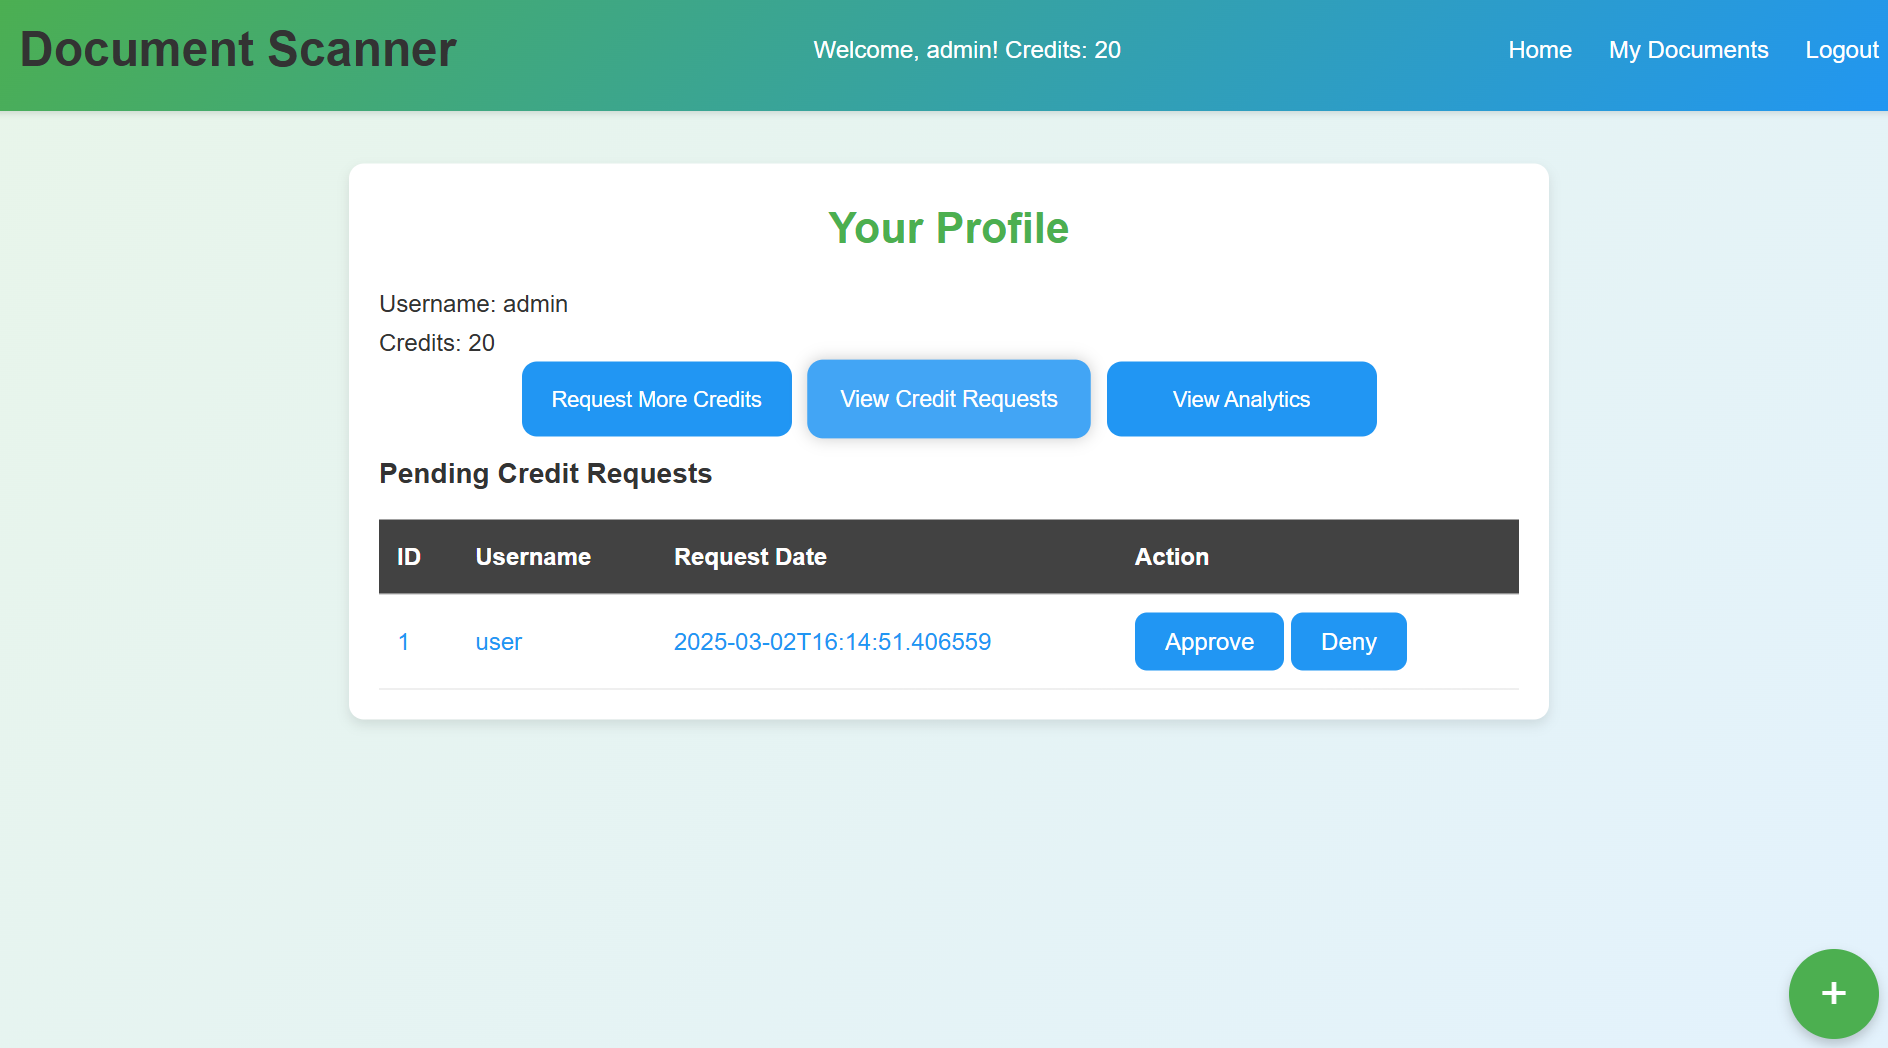 Document Scanner
Welcome, admin! Credits: 20
Home My Documents Logout
Your Profile
Username: admin
Credits: 20
Request More Credits View Credit Requests View Analytics
Pending Credit Requests
ID Username Request Date Action
1 user 2025-03-02T16:14:51.406559 Approve Deny
+